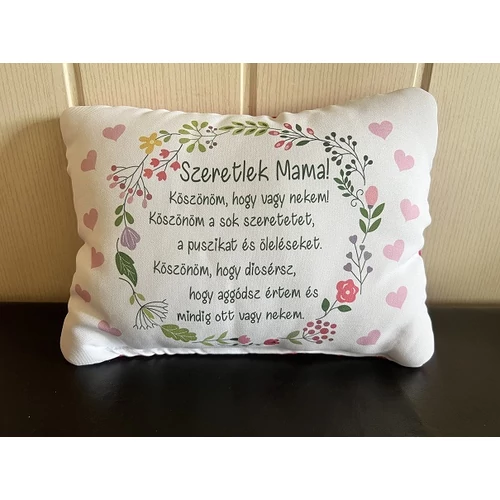 Szeretlek Mama!
Köszönöm, hogy vagy nekem!
Köszönöm a sok szeretetet,
a puszikat és öleléseket.
Köszönöm, hogy diosérsz,
hogy aggódsz értem és
mindig ott vagy nekem.